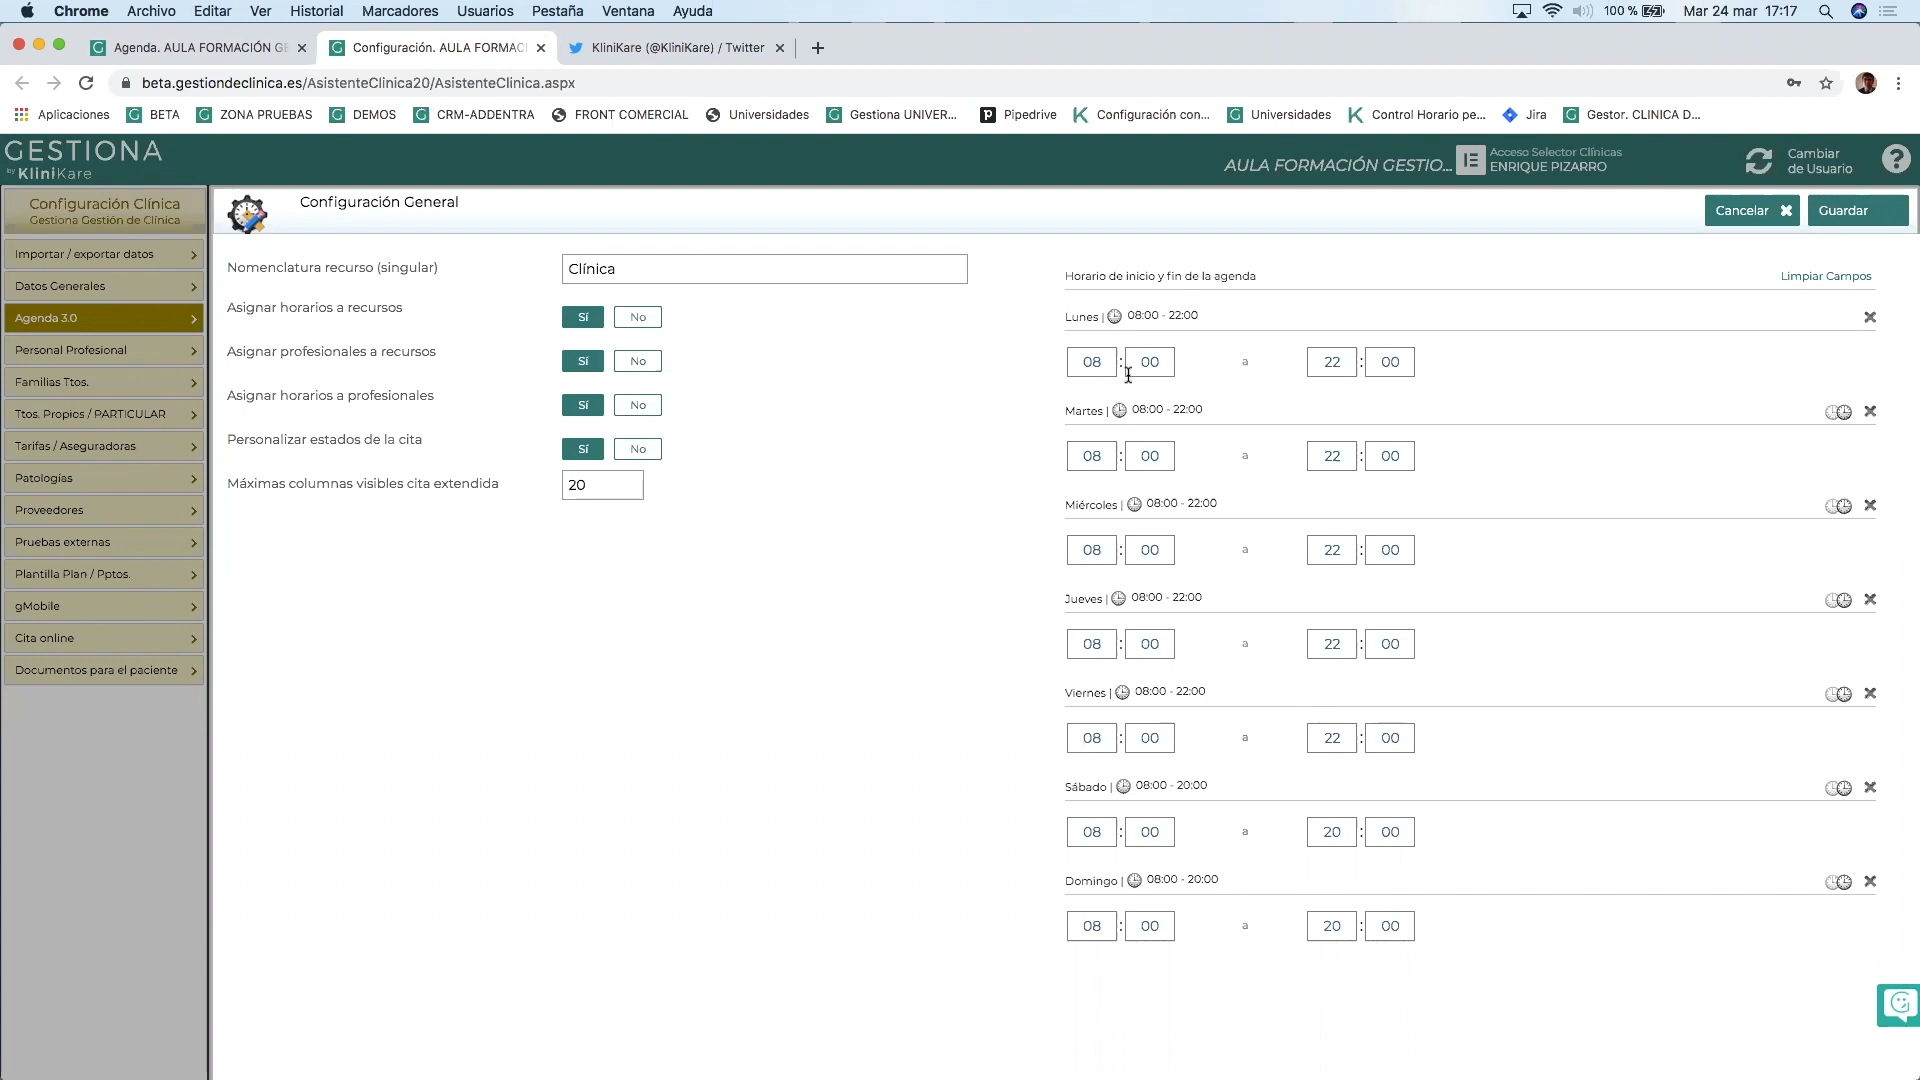 Chrome Archivo Editar Ver Historial Marcadores Usuarios Pestaña Ventana Ayuda 100 % Mar 24 mar 17:17
Agenda. AULA FORMACIÓN GE Configuración. AULA FORMAC KliniKare (@KliniKare) / Twitter
beta.gestiondeclinica.es/AsistenteClinica20/AsistenteClinica.aspx
Aplicaciones BETA ZONA PRUEBAS DEMOS CRM-ADDENTRA FRONT COMERCIAL Universidades Gestiona UNIVER... Pipedrive Configuración con... Universidades Control Horario pe... Jira Gestor. CLINICA D...
GESTIONA
by KliniKare
AULA FORMACIÓN GESTIO...
Acceso Selector Clínicas
ENRIQUE PIZARRO
Cambiar
de Usuario
Configuración Clínica
Gestiona Gestión de Clínica
Importar / exportar datos
Datos Generales
Agenda 3.0
Personal Profesional
Familias Ttos.
Ttos. Propios / PARTICULAR
Tarifas / Aseguradoras
Patologías
Proveedores
Pruebas externas
Plantilla Plan / Pptos.
gMobile
Cita online
Documentos para el paciente
Configuración General
Cancelar Guardar
Nomenclatura recurso (singular) Clínica
Asignar horarios a recursos Sí No
Asignar profesionales a recursos Sí No
Asignar horarios a profesionales Sí No
Personalizar estados de la cita Sí No
Máximas columnas visibles cita extendida 20
Horario de inicio y fin de la agenda Limpiar Campos
Lunes | 08:00 - 22:00
08 : 00 a 22 : 00
Martes | 08:00 - 22:00
08 : 00 a 22 : 00
Miércoles | 08:00 - 22:00
08 : 00 a 22 : 00
Jueves | 08:00 - 22:00
08 : 00 a 22 : 00
Viernes | 08:00 - 22:00
08 : 00 a 22 : 00
Sábado | 08:00 - 20:00
08 : 00 a 20 : 00
Domingo | 08:00 - 20:00
08 : 00 a 20 : 00